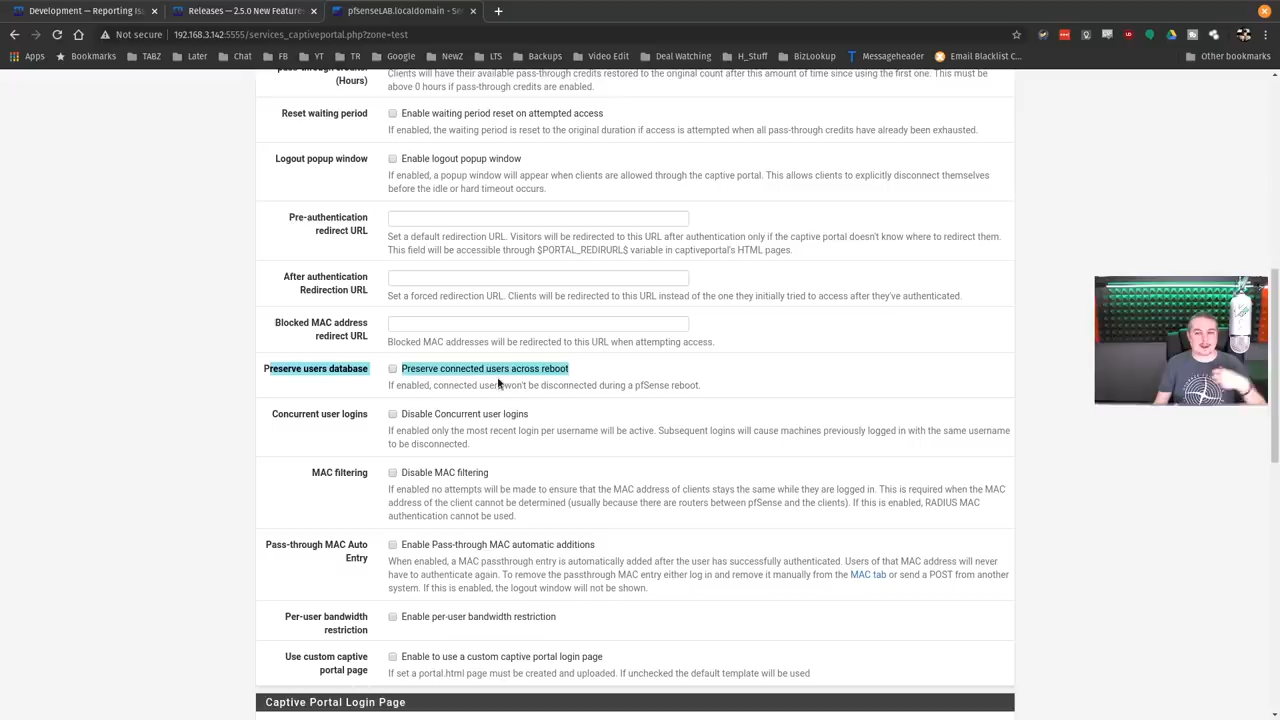 Development — Reporting Is
Releases — 2.5.0 New Features
pfsenseLAB.localdomain - Se
Not secure 192.168.3.142:5555/services_captiveportal.php?zone=test
Apps Bookmarks TABZ Later Chat FB YT Google NewZ LTS Backups Video Edit Deal Watching H_Stuff BizLookup Messageheader Email Blacklist C... Other bookmarks
(Hours)
Clients will have their available pass-through credits restored to the original count after this amount of time since using the first one. This must be
above 0 hours if pass-through credits are enabled.
Reset waiting period
Enable waiting period reset on attempted access
If enabled, the waiting period is reset to the original duration if access is attempted when all pass-through credits have already been exhausted.
Logout popup window
Enable logout popup window
If enabled, a popup window will appear when clients are allowed through the captive portal. This allows clients to explicitly disconnect themselves
before the idle or hard timeout occurs.
Pre-authentication
redirect URL
Set a default redirection URL. Visitors will be redirected to this URL after authentication only if the captive portal doesn't know where to redirect them.
This field will be accessible through $PORTAL_REDIRURL$ variable in captiveportal's HTML pages.
After authentication
Redirection URL
Set a forced redirection URL. Clients will be redirected to this URL instead of the one they initially tried to access after they've authenticated.
Blocked MAC address
redirect URL
Blocked MAC addresses will be redirected to this URL when attempting access.
Preserve users database
Preserve connected users across reboot
If enabled, connected users won't be disconnected during a pfSense reboot.
Concurrent user logins
Disable Concurrent user logins
If enabled only the most recent login per username will be active. Subsequent logins will cause machines previously logged in with the same username
to be disconnected.
MAC filtering
Disable MAC filtering
If enabled no attempts will be made to ensure that the MAC address of clients stays the same while they are logged in. This is required when the MAC
address of the client cannot be determined (usually because there are routers between pfSense and the clients). If this is enabled, RADIUS MAC
authentication cannot be used.
Pass-through MAC Auto
Entry
Enable Pass-through MAC automatic additions
When enabled, a MAC passthrough entry is automatically added after the user has successfully authenticated. Users of that MAC address will never
have to authenticate again. To remove the passthrough MAC entry either log in and remove it manually from the MAC tab or send a POST from another
system. If this is enabled, the logout window will not be shown.
Per-user bandwidth
restriction
Enable per-user bandwidth restriction
Use custom captive
portal page
Enable to use a custom captive portal login page
If set a portal.html page must be created and uploaded. If unchecked the default template will be used
Captive Portal Login Page